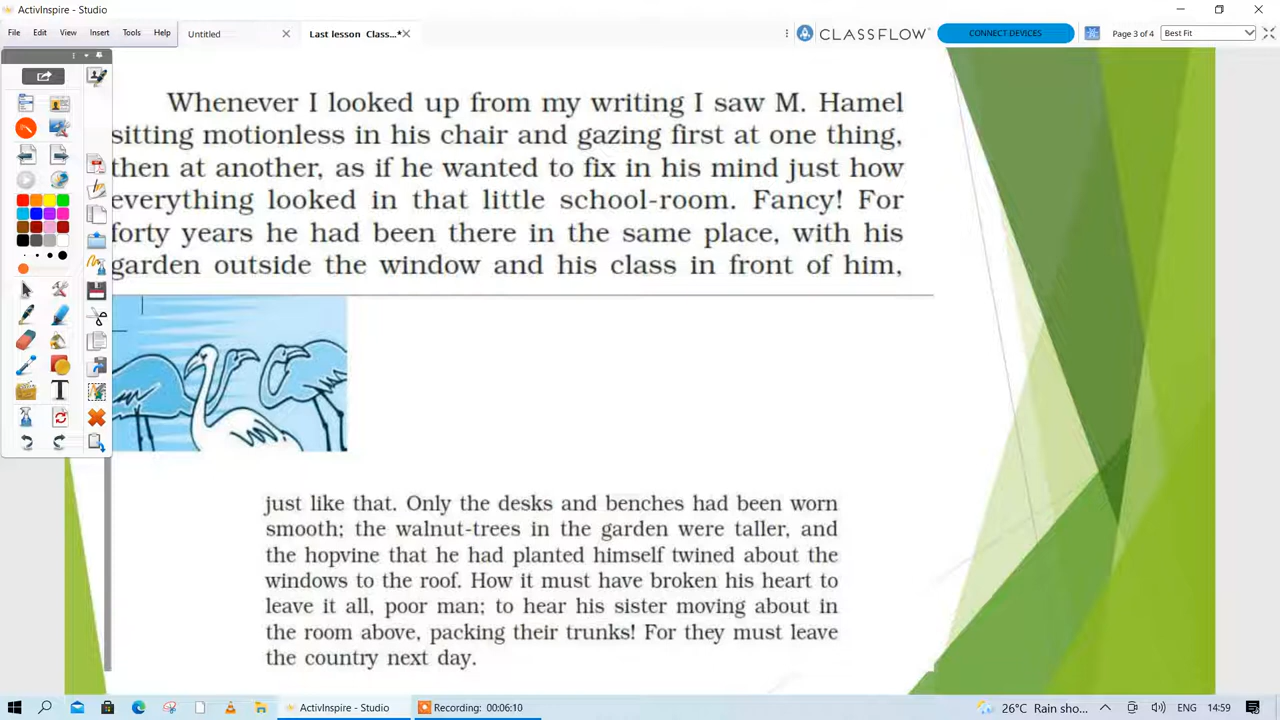 ActivInspire - Studio
File Edit View Insert Tools Help
Untitled
Last lesson Class...*
CLASSFLOW
CONNECT DEVICES
Page 3 of 4
Best Fit
Whenever I looked up from my writing I saw M. Hamel
sitting motionless in his chair and gazing first at one thing,
then at another, as if he wanted to fix in his mind just how
everything looked in that little school-room. Fancy! For
forty years he had been there in the same place, with his
garden outside the window and his class in front of him,
just like that. Only the desks and benches had been worn
smooth; the walnut-trees in the garden were taller, and
the hopvine that he had planted himself twined about the
windows to the roof. How it must have broken his heart to
leave it all, poor man; to hear his sister moving about in
the room above, packing their trunks! For they must leave
the country next day.
ActivInspire - Studio
Recording: 00:06:10
26°C Rain sho...
ENG
14:59